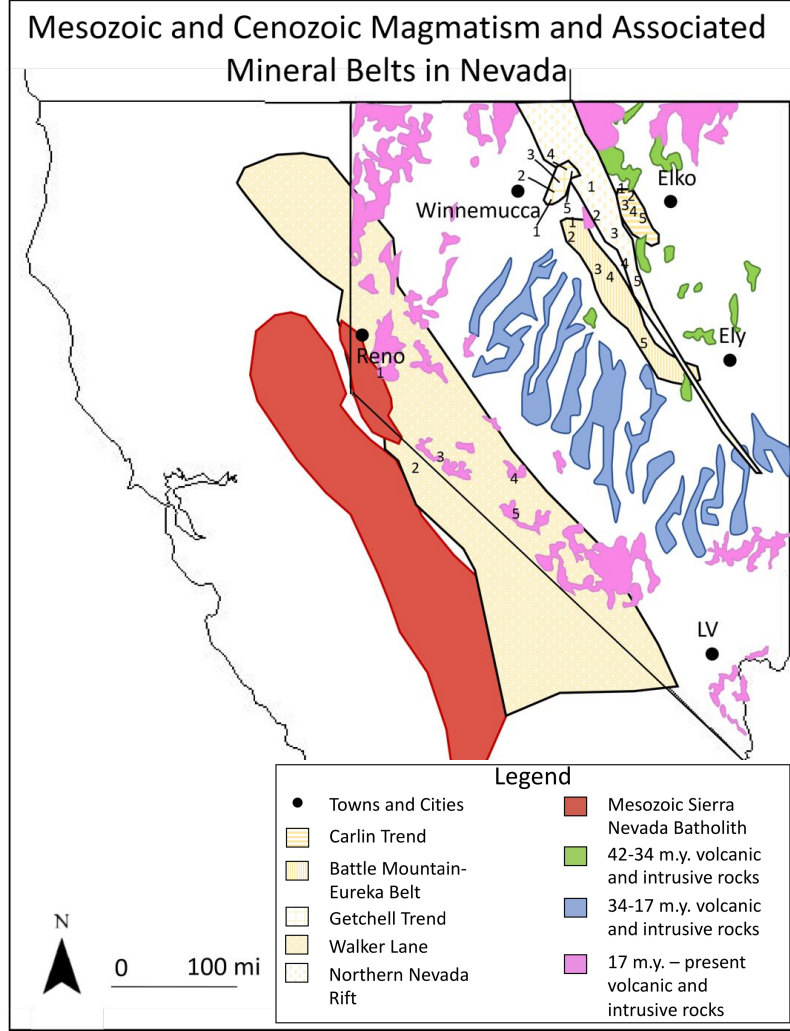 Mesozoic and Cenozoic Magmatism and Associated
Mineral Belts in Nevada
3 4
Elko
2
1
1 2
Winnemucca
5
2
3 4 5
1
1
3
2
4
3 4
5
Ely
5
Reno
1
3
2
4
5
LV
Legend
Towns and Cities
Carlin Trend
Battle Mountain-
Eureka Belt
Getchell Trend
Walker Lane
Northern Nevada
Rift
Mesozoic Sierra
Nevada Batholith
42-34 m.y. volcanic
and intrusive rocks
34-17 m.y. volcanic
and intrusive rocks
17 m.y. – present
volcanic and
intrusive rocks
N
0 100 mi